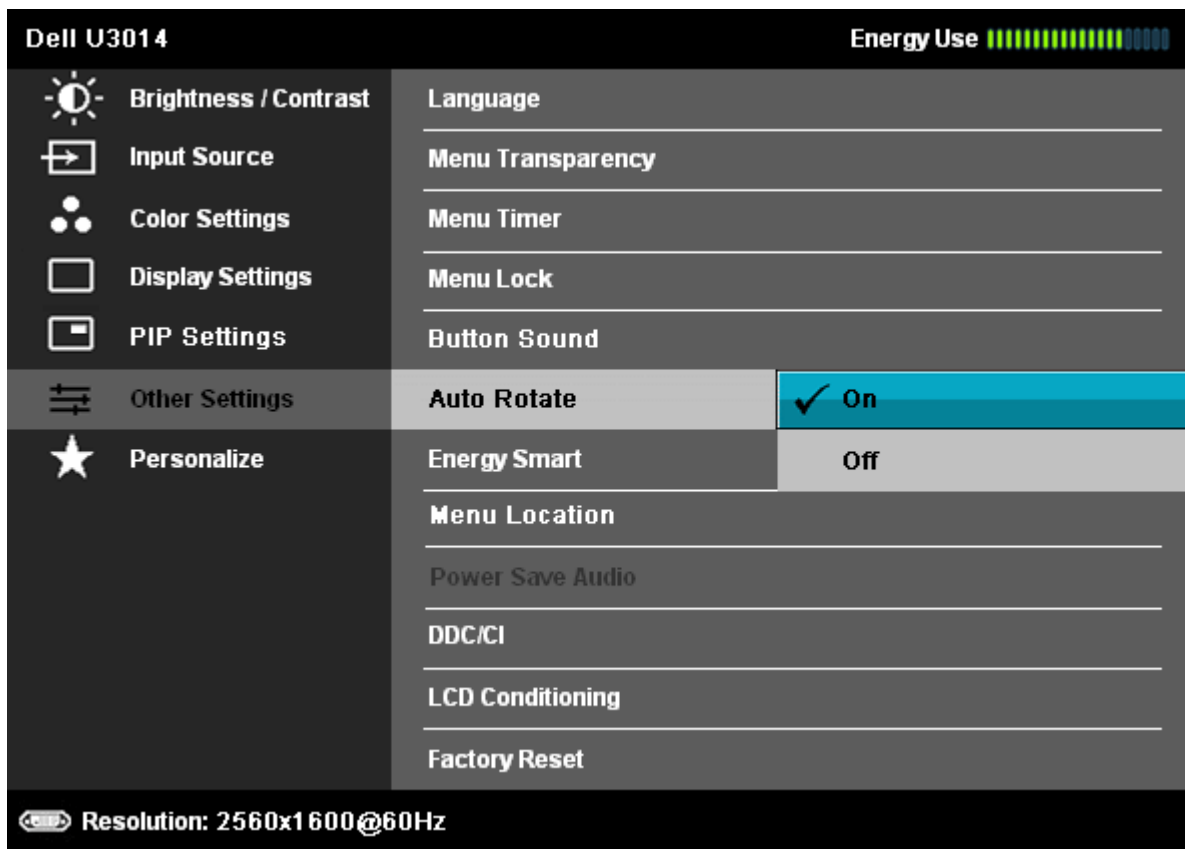 Dell U3014 Energy Use
Brightness / Contrast Language
Input Source Menu Transparency
Color Settings Menu Timer
Display Settings Menu Lock
PIP Settings Button Sound
Other Settings Auto Rotate On
Personalize Energy Smart Off
Menu Location
Power Save Audio
DDC/CI
LCD Conditioning
Factory Reset
Resolution: 2560x1600@60Hz